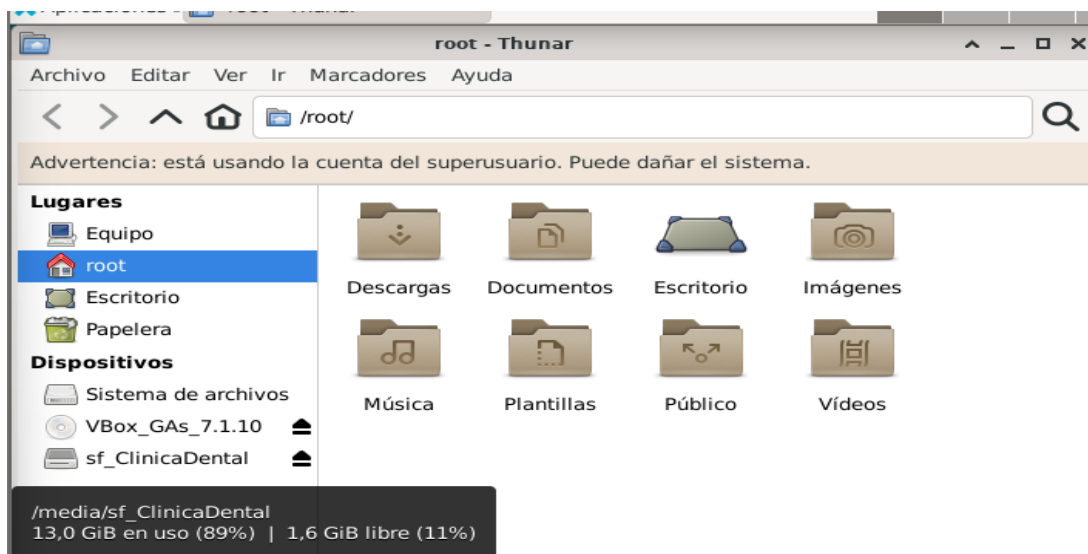 root - Thunar
Archivo Editar Ver Ir Marcadores Ayuda
/root/
Advertencia: está usando la cuenta del superusuario. Puede dañar el sistema.
Lugares
Equipo
root
Escritorio
Papelera
Dispositivos
Sistema de archivos
VBox_GAs_7.1.10
sf_ClinicaDental
Descargas Documentos Escritorio Imágenes
Música Plantillas Público Vídeos
/media/sf_ClinicaDental
13,0 GiB en uso (89%) | 1,6 GiB libre (11%)